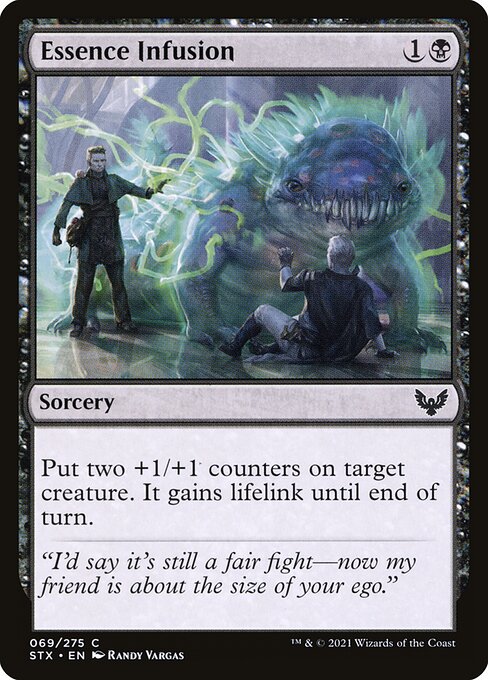 Essence Infusion 1
Sorcery
Put two +1/+1 counters on target
creature. It gains lifelink until end of
turn.
“I’d say it’s still a fair fight—now my
friend is about the size of your ego.”
069/275 C
STX • EN Randy Vargas
™ & © 2021 Wizards of the Coast